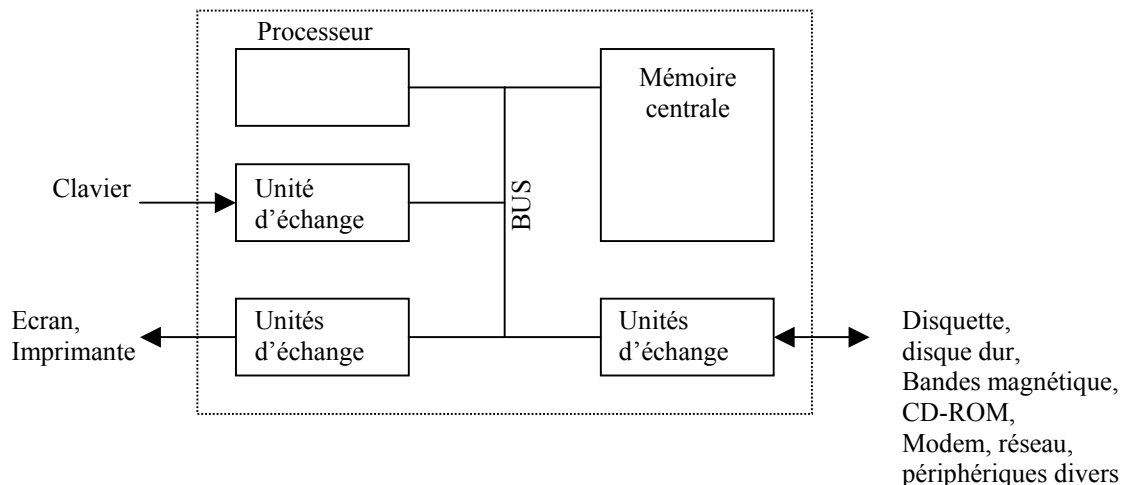 Processeur
Mémoire
centrale
Clavier
Unité
d’échange
BUS
Ecran,
Imprimante
Unités
d’échange
Unités
d’échange
Disquette,
disque dur,
Bandes magnétique,
CD-ROM,
Modem, réseau,
périphériques divers